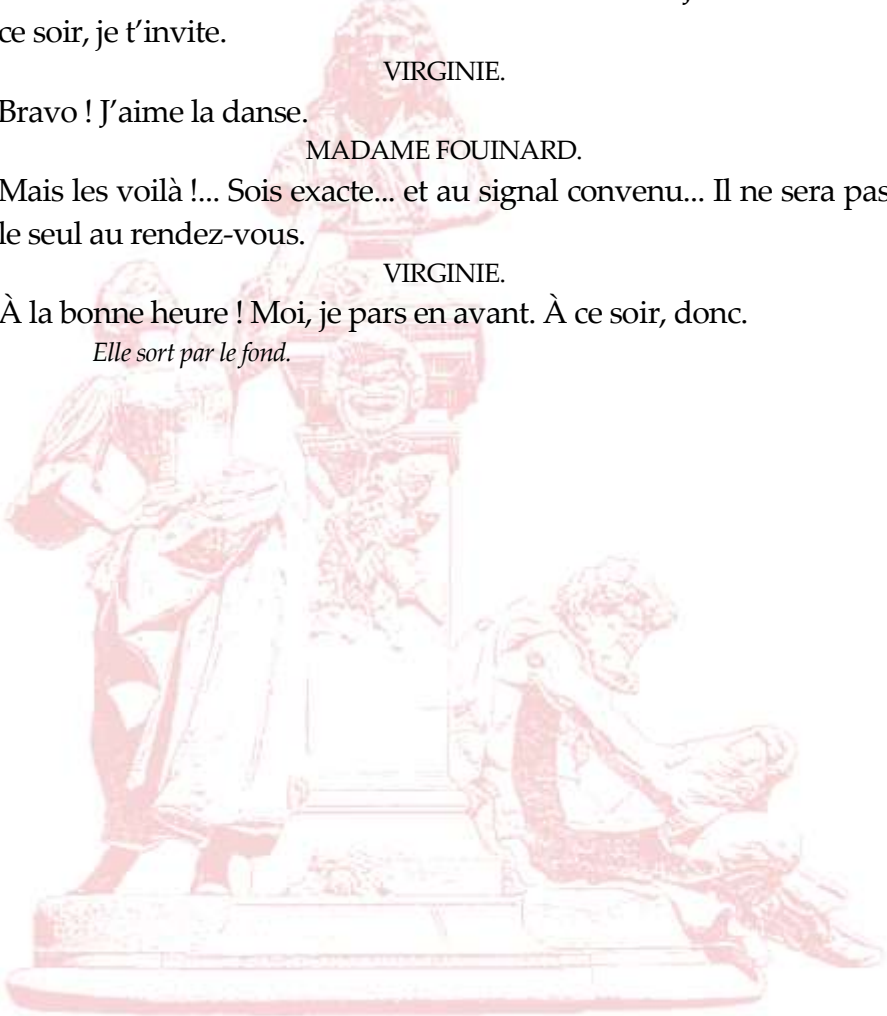 ce soir, je t’invite.
VIRGINIE.
Bravo ! J’aime la danse.
MADAME FOUINARD.
Mais les voilà !... Sois exacte... et au signal convenu... Il ne sera pas
le seul au rendez-vous.
VIRGINIE.
À la bonne heure ! Moi, je pars en avant. À ce soir, donc.
Elle sort par le fond.